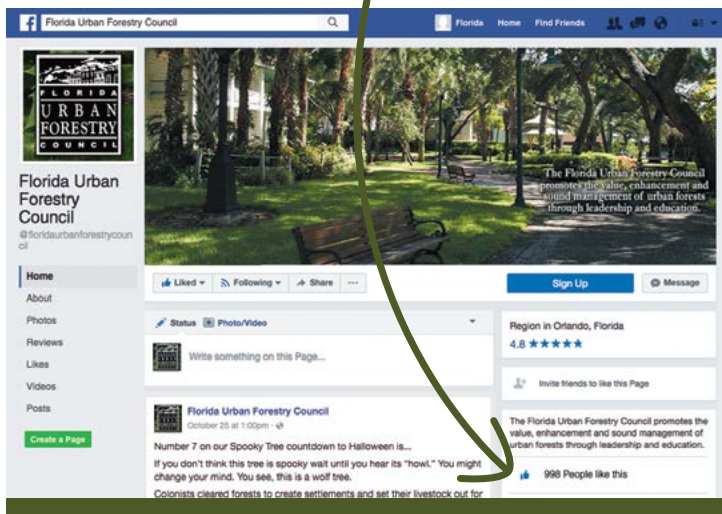 Florida Urban Forestry Council
Florida Home Find Friends
FLORIDA
URBAN
FORESTRY
COUNCIL
Florida Urban
Forestry
Council
@floridaurbanforestrycoun
cil
The Florida Urban Forestry Council
promotes the value, enhancement and
sound management of urban forests
through leadership and education.
Liked Following Share ...
Sign Up
Message
Home
About
Photos
Reviews
Likes
Videos
Posts
Create a Page
Status Photo/Video
Write something on this Page...
Florida Urban Forestry Council
October 25 at 1:00pm ·
Number 7 on our Spooky Tree countdown to Halloween is...
If you don't think this tree is spooky wait until you hear its "howl." You might
change your mind. You see, this is a wolf tree.
Colonists cleared forests to create settlements and set their livestock out for
Region in Orlando, Florida
4.8 ★★★★★
Invite friends to like this Page
The Florida Urban Forestry Council promotes the
value, enhancement and sound management of
urban forests through leadership and education.
998 People like this